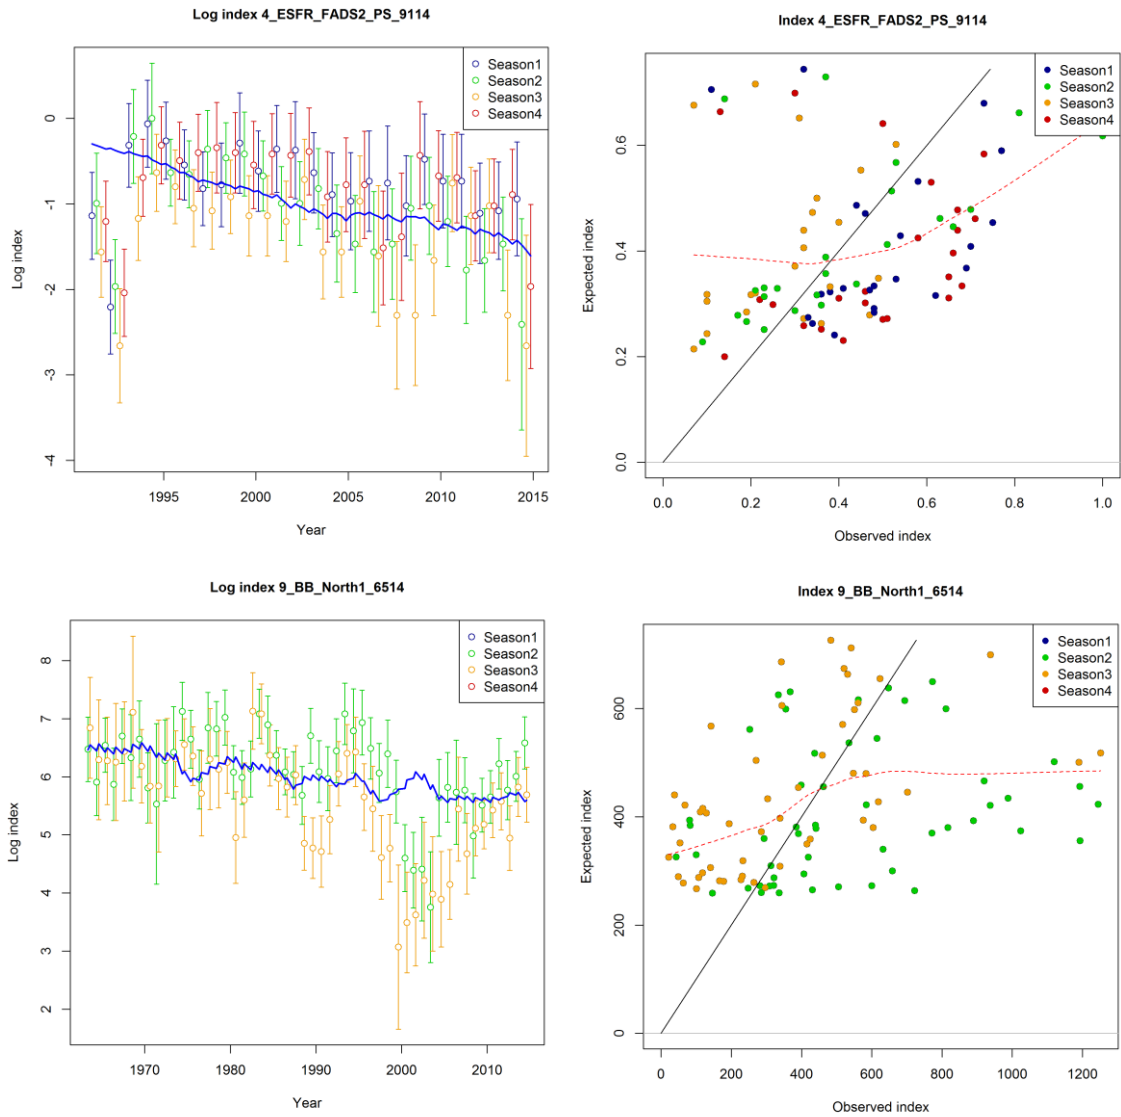 Log index 4_ESFR_FADS2_PS_9114
Season1
Season2
Season3
Season4
0
-1
-2
-3
-4
Log index
1995
2000
2005
2010
2015
Year
Index 4_ESFR_FADS2_PS_9114
Season1
Season2
Season3
Season4
0.6
0.4
0.2
0.0
Expected index
0.0
0.2
0.4
0.6
0.8
1.0
Observed index
Log index 9_BB_North1_6514
Season1
Season2
Season3
Season4
8
7
6
5
4
3
2
Log index
1970
1980
1990
2000
2010
Year
Index 9_BB_North1_6514
Season1
Season2
Season3
Season4
600
400
200
0
Expected index
0
200
400
600
800
1000
1200
Observed index